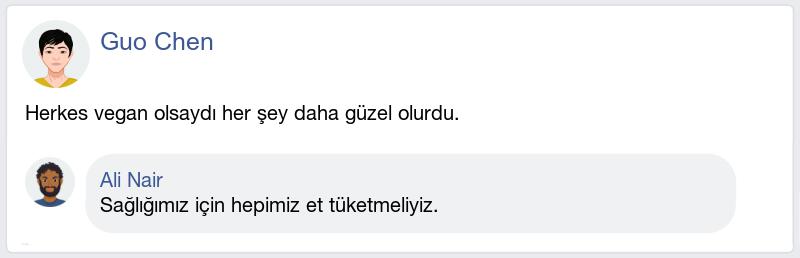 Guo Chen
Herkes vegan olsaydı her şey daha güzel olurdu.
Ali Nair
Sağlığımız için hepimiz et tüketmeliyiz.